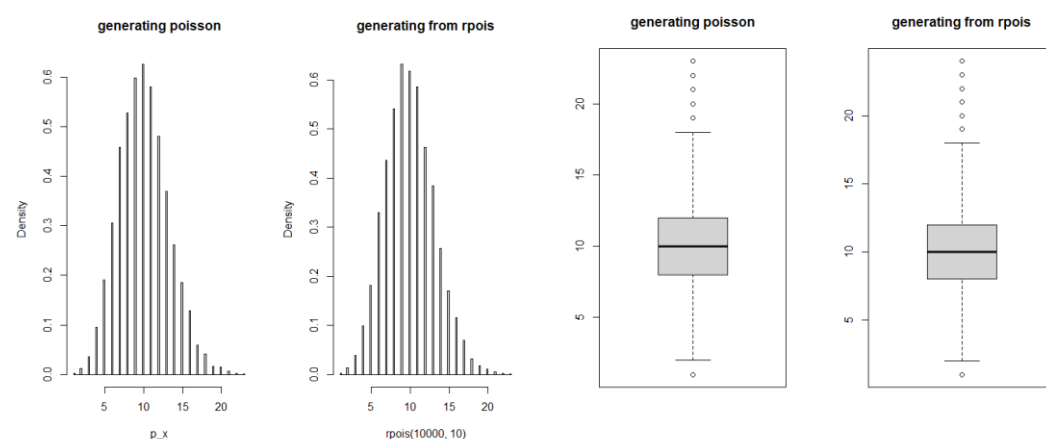 generating poisson
Density
0.0 0.1 0.2 0.3 0.4 0.5 0.6
5 10 15 20
p_x
generating from rpois
Density
0.0 0.1 0.2 0.3 0.4 0.5 0.6
5 10 15 20
rpois(10000, 10)
generating poisson
5 10 15 20
generating from rpois
5 10 15 20